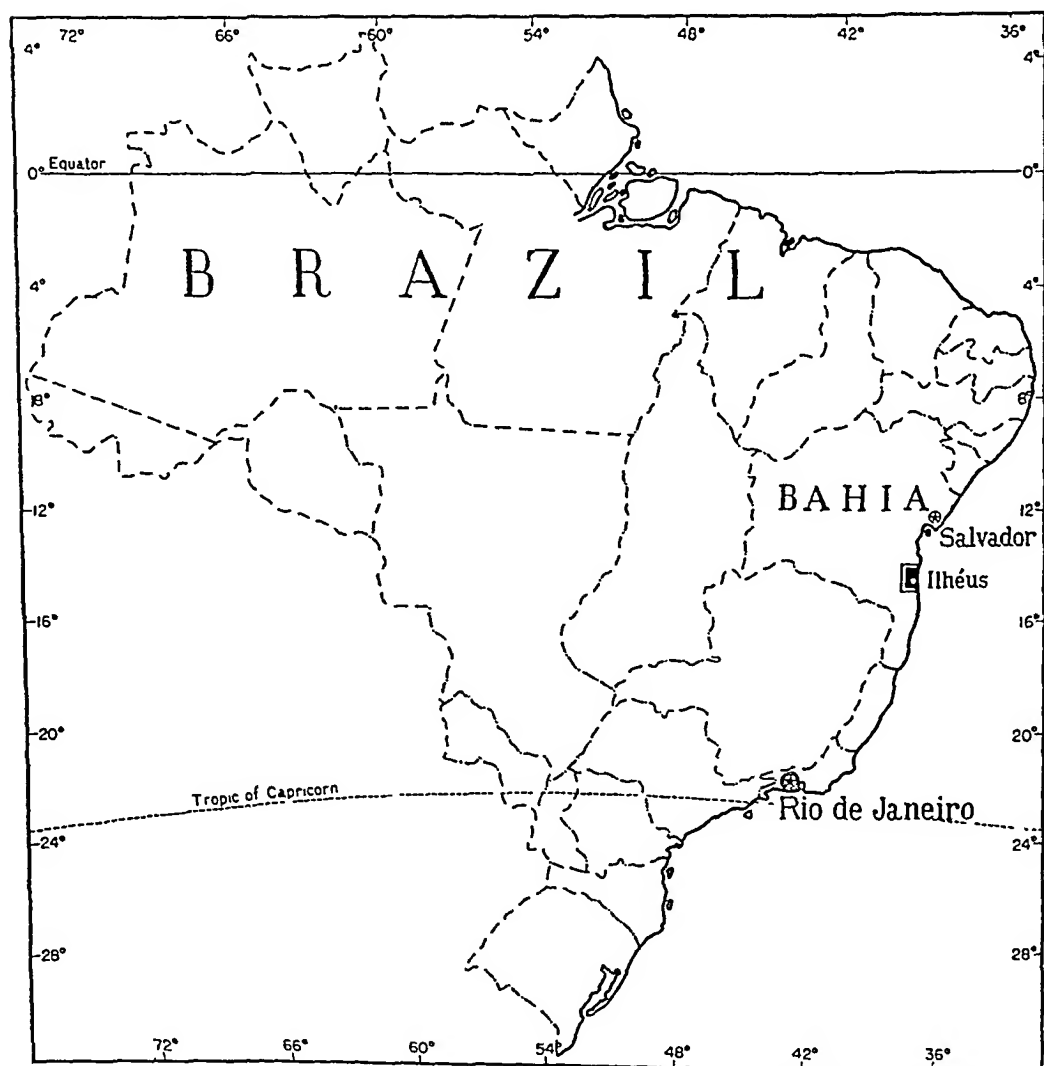 72° 66° 60° 54° 48° 42° 36°
4° 4°
Equator
0° 0°
BRAZIL
4° 4°
8° 8°
BAHIA
12° 12°
Salvador
Ilhéus
16° 16°
20° 20°
Tropic of Capricorn
Rio de Janeiro
24° 24°
28° 28°
72° 66° 60° 54° 48° 42° 36°